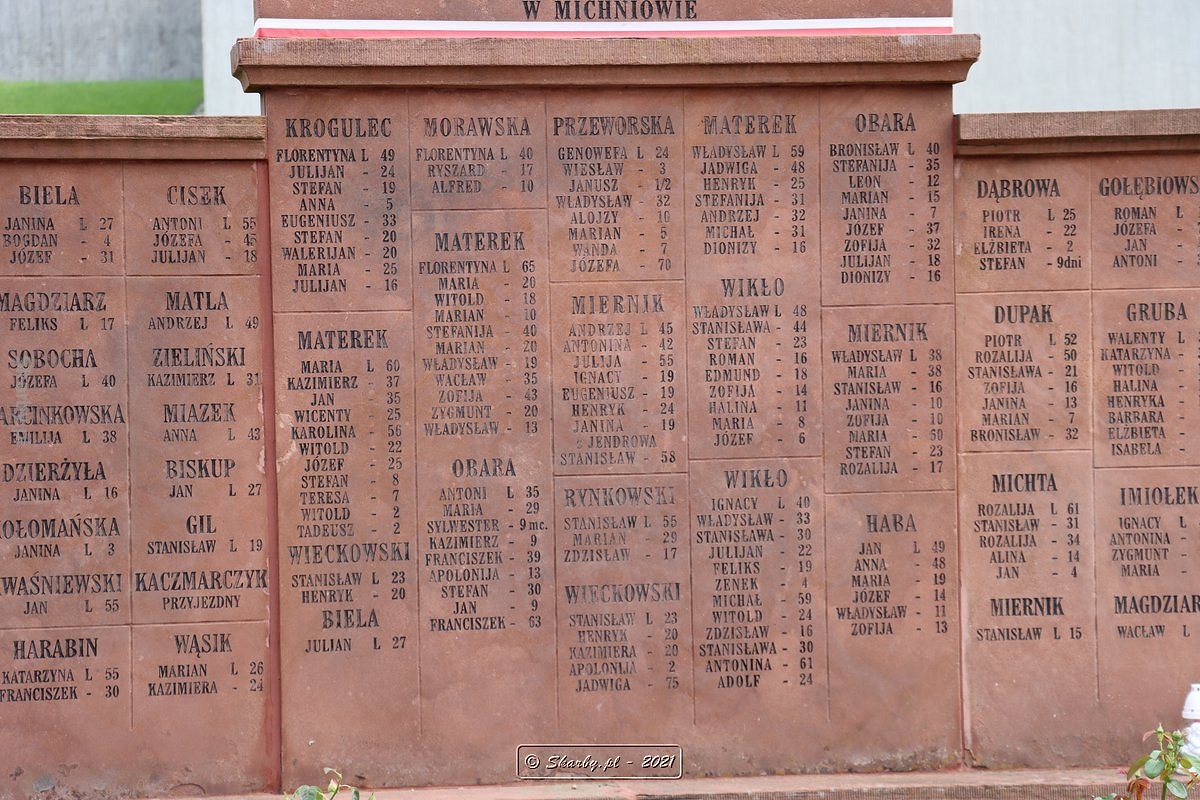 W MICHNIOWIE
BIELA
JANINA L 27
BOGDAN - 4
JÓZEF - 31
MAGDZIARZ
FELIKS L 17
SOBOCHA
JÓZEFA L 40
EMILIJA L 38
DZIERŻYŁA
JANINA L 16
JANINA L 3
JAN L 55
HARABIN
KATARZYNA L 55
FRANCISZEK - 30
CISEK
ANTONI L 55
JÓZEFA - 45
JULIJAN - 18
MATLA
ANDRZEJ L 49
ZIELIŃSKI
KAZIMIERZ L 31
MIAZEK
ANNA L 43
BISKUP
JAN L 27
GIL
STANISŁAW L 19
KACZMARCZYK
PRZYJEZDNY
WĄSIK
MARIAN L 26
KAZIMIERA - 24
KROGULEC
FLORENTYNA L 49
JULIJAN - 24
STEFAN - 19
ANNA - 5
EUGENIUSZ - 33
STEFAN - 20
WALERIJAN - 20
MARIA - 25
JULIJAN - 16
MATEREK
MARIA L 60
KAZIMIERZ - 37
JAN - 35
WICENTY - 25
KAROLINA - 56
WITOLD - 22
JÓZEF - 25
STEFAN - 8
TERESA - 7
WITOLD - 2
TADEUSZ - 2
WIECKOWSKI
STANISŁAW L 23
HENRYK - 20
BIELA
JULIAN L 27
MORAWSKA
FLORENTYNA L 40
RYSZARD - 17
ALFRED - 10
MATEREK
FLORENTYNA L 65
MARIA - 20
WITOLD - 18
MARIAN - 10
STEFANIJA - 40
MARIAN - 20
WŁADYSŁAW - 19
WACŁAW - 35
ZOFIJA - 43
ZYGMUNT - 20
WŁADYSŁAW - 13
OBARA
ANTONI L 35
MARIA - 29
SYLWESTER - 9 mc.
KAZIMIERZ - 9
FRANCISZEK - 39
APOLONIJA - 13
STEFAN - 30
JAN - 9
FRANCISZEK - 63
PRZEWORSKA
GENOWEFA L 24
WIESŁAW - 3
JANUSZ - 1/2
WŁADYSŁAW - 32
ALOJZY - 10
MARIAN - 5
WANDA - 7
JÓZEFA - 70
MIERNIK
ANDRZEJ L 45
ANTONINA - 42
JULIJA - 55
IGNACY - 19
EUGENIUSZ - 19
HENRYK - 24
JANINA - 19
z JENDROWA
STANISŁAW - 58
RYNKOWSKI
STANISŁAW L 55
MARIAN - 29
ZDZISŁAW - 17
WIECKOWSKI
STANISŁAW L 23
HENRYK - 20
KAZIMIERA - 20
APOLONIJA - 2
JADWIGA - 75
MATEREK
WŁADYSŁAW L 59
JADWIGA - 48
HENRYK - 25
STEFANIJA - 31
ANDRZEJ - 32
MICHAŁ - 31
DIONIZY - 16
WIKŁO
WŁADYSŁAW L 48
STANISŁAWA - 44
STEFAN - 23
ROMAN - 16
EDMUND - 18
ZOFIJA - 14
HALINA - 11
MARIA - 8
JÓZEF - 6
WIKŁO
IGNACY L 40
WŁADYSŁAW - 33
STANISŁAWA - 30
JULIJAN - 22
FELIKS - 19
ZENEK - 4
MICHAŁ - 59
WITOLD - 24
ZDZISŁAW - 16
STANISŁAWA - 30
ANTONINA - 61
ADOLF - 24
OBARA
BRONISŁAW L 40
STEFANIJA - 35
LEON - 12
MARIAN - 15
JANINA - 7
JÓZEF - 37
ZOFIJA - 32
JULIJAN - 18
DIONIZY - 16
MIERNIK
WŁADYSŁAW L 38
MARIA - 38
STANISŁAW - 16
JANINA - 10
ZOFIJA - 10
MARIA - 50
STEFAN - 23
ROZALIJA - 17
HABA
JAN L 49
ANNA - 48
MARIA - 19
JÓZEF - 14
WŁADYSŁAW - 11
ZOFIJA - 13
DĄBROWA
PIOTR L 25
IRENA - 22
ELŻBIETA - 2
STEFAN - 9dni
DUPAK
PIOTR L 52
ROZALIJA - 50
STANISŁAWA - 21
ZOFIJA - 16
JANINA - 13
MARIAN - 7
BRONISŁAW - 32
MICHTA
ROZALIJA L 61
STANISŁAW - 31
ROZALIJA - 34
ALINA - 14
JAN - 4
MIERNIK
STANISŁAW L 15
GOŁĘBIOWS
ROMAN L
JÓZEFA -
JAN -
ANTONI -
GRUBA
WALENTY L
KATARZYNA -
WITOLD -
HALINA -
HENRYKA -
BARBARA -
ELŻBIETA -
ISABELA -
IMIOŁEK
IGNACY L
ANTONINA -
ZYGMUNT -
MARIA -
MAGDZIAR
WACŁAW L
© Skarby.pl - 2021